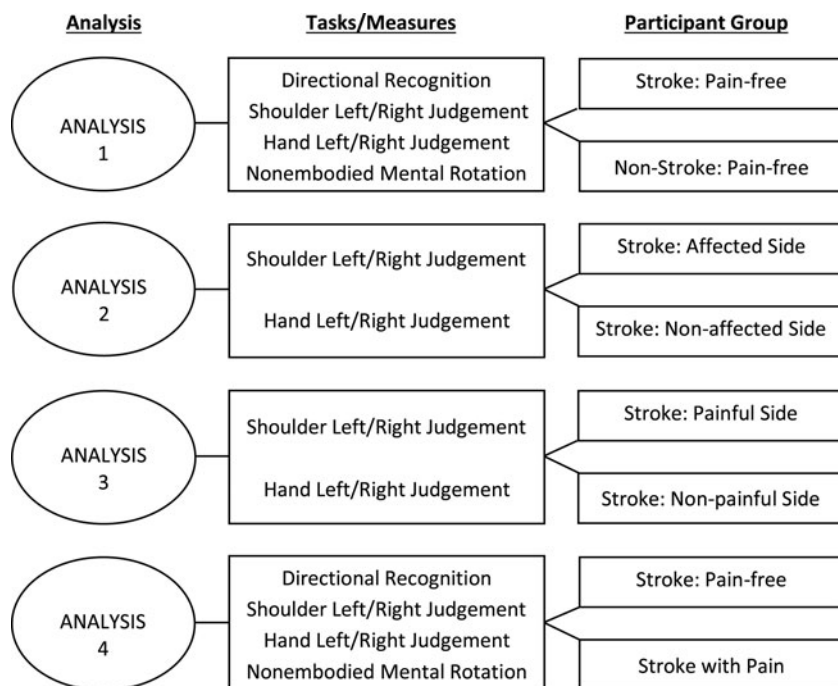 Analysis Tasks/Measures Participant Group
ANALYSIS
1
Directional Recognition
Shoulder Left/Right Judgement
Hand Left/Right Judgement
Nonembodied Mental Rotation
Stroke: Pain-free
Non-Stroke: Pain-free
ANALYSIS
2
Shoulder Left/Right Judgement
Hand Left/Right Judgement
Stroke: Affected Side
Stroke: Non-affected Side
ANALYSIS
3
Shoulder Left/Right Judgement
Hand Left/Right Judgement
Stroke: Painful Side
Stroke: Non-painful Side
ANALYSIS
4
Directional Recognition
Shoulder Left/Right Judgement
Hand Left/Right Judgement
Nonembodied Mental Rotation
Stroke: Pain-free
Stroke with Pain